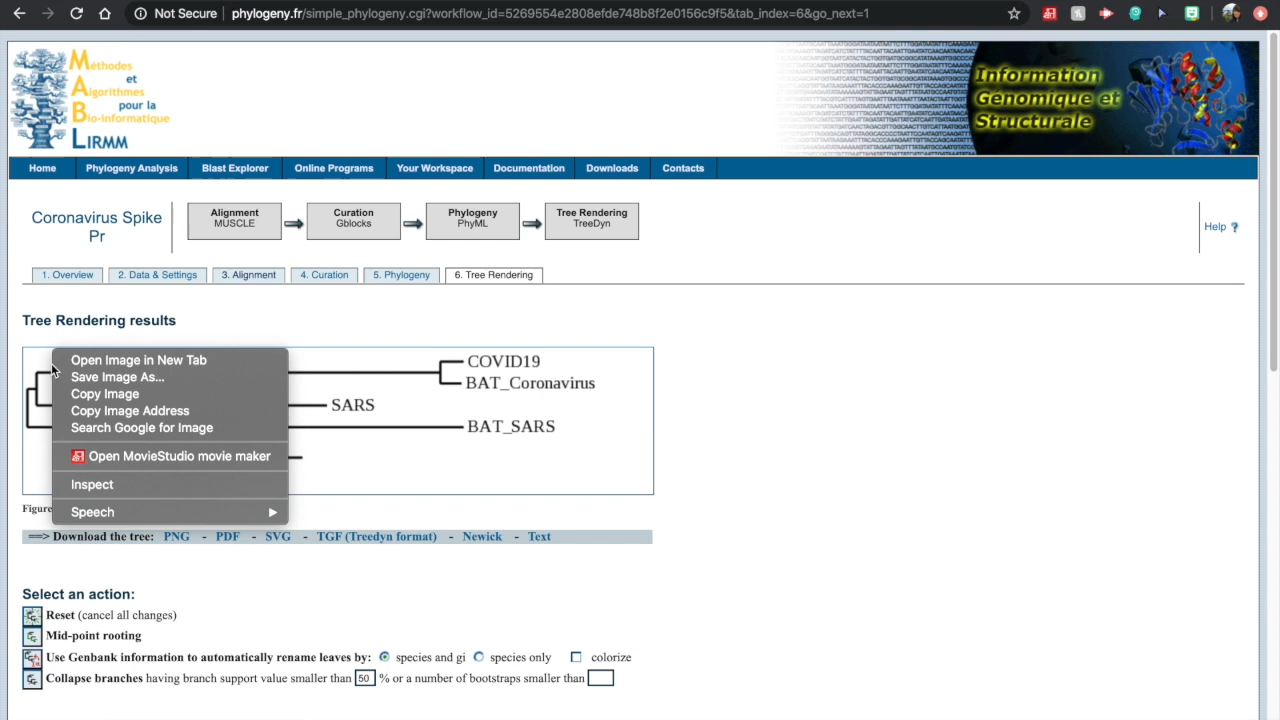 Not Secure phylogeny.fr/simple_phylogeny.cgi?workflow_id=5269554e2808efde748b8f2e0156c9f5&tab_index=6&go_next=1
Méthodes
et
Algorithmes
pour la
Bio-informatique
LIRMM
Information
Génomique et
Structurale
Home Phylogeny Analysis Blast Explorer Online Programs Your Workspace Documentation Downloads Contacts
Coronavirus Spike
Pr
Alignment
MUSCLE
Curation
Gblocks
Phylogeny
PhyML
Tree Rendering
TreeDyn
Help ?
1. Overview 2. Data & Settings 3. Alignment 4. Curation 5. Phylogeny 6. Tree Rendering
Tree Rendering results
COVID19
BAT_Coronavirus
SARS
BAT_SARS
Open Image in New Tab
Save Image As...
Copy Image
Copy Image Address
Search Google for Image
Open MovieStudio movie maker
Inspect
Speech
Figure
==> Download the tree: PNG - PDF - SVG - TGF (Treedyn format) - Newick - Text
Select an action:
Reset (cancel all changes)
Mid-point rooting
Use Genbank information to automatically rename leaves by: species and gi species only colorize
Collapse branches having branch support value smaller than 50 % or a number of bootstraps smaller than